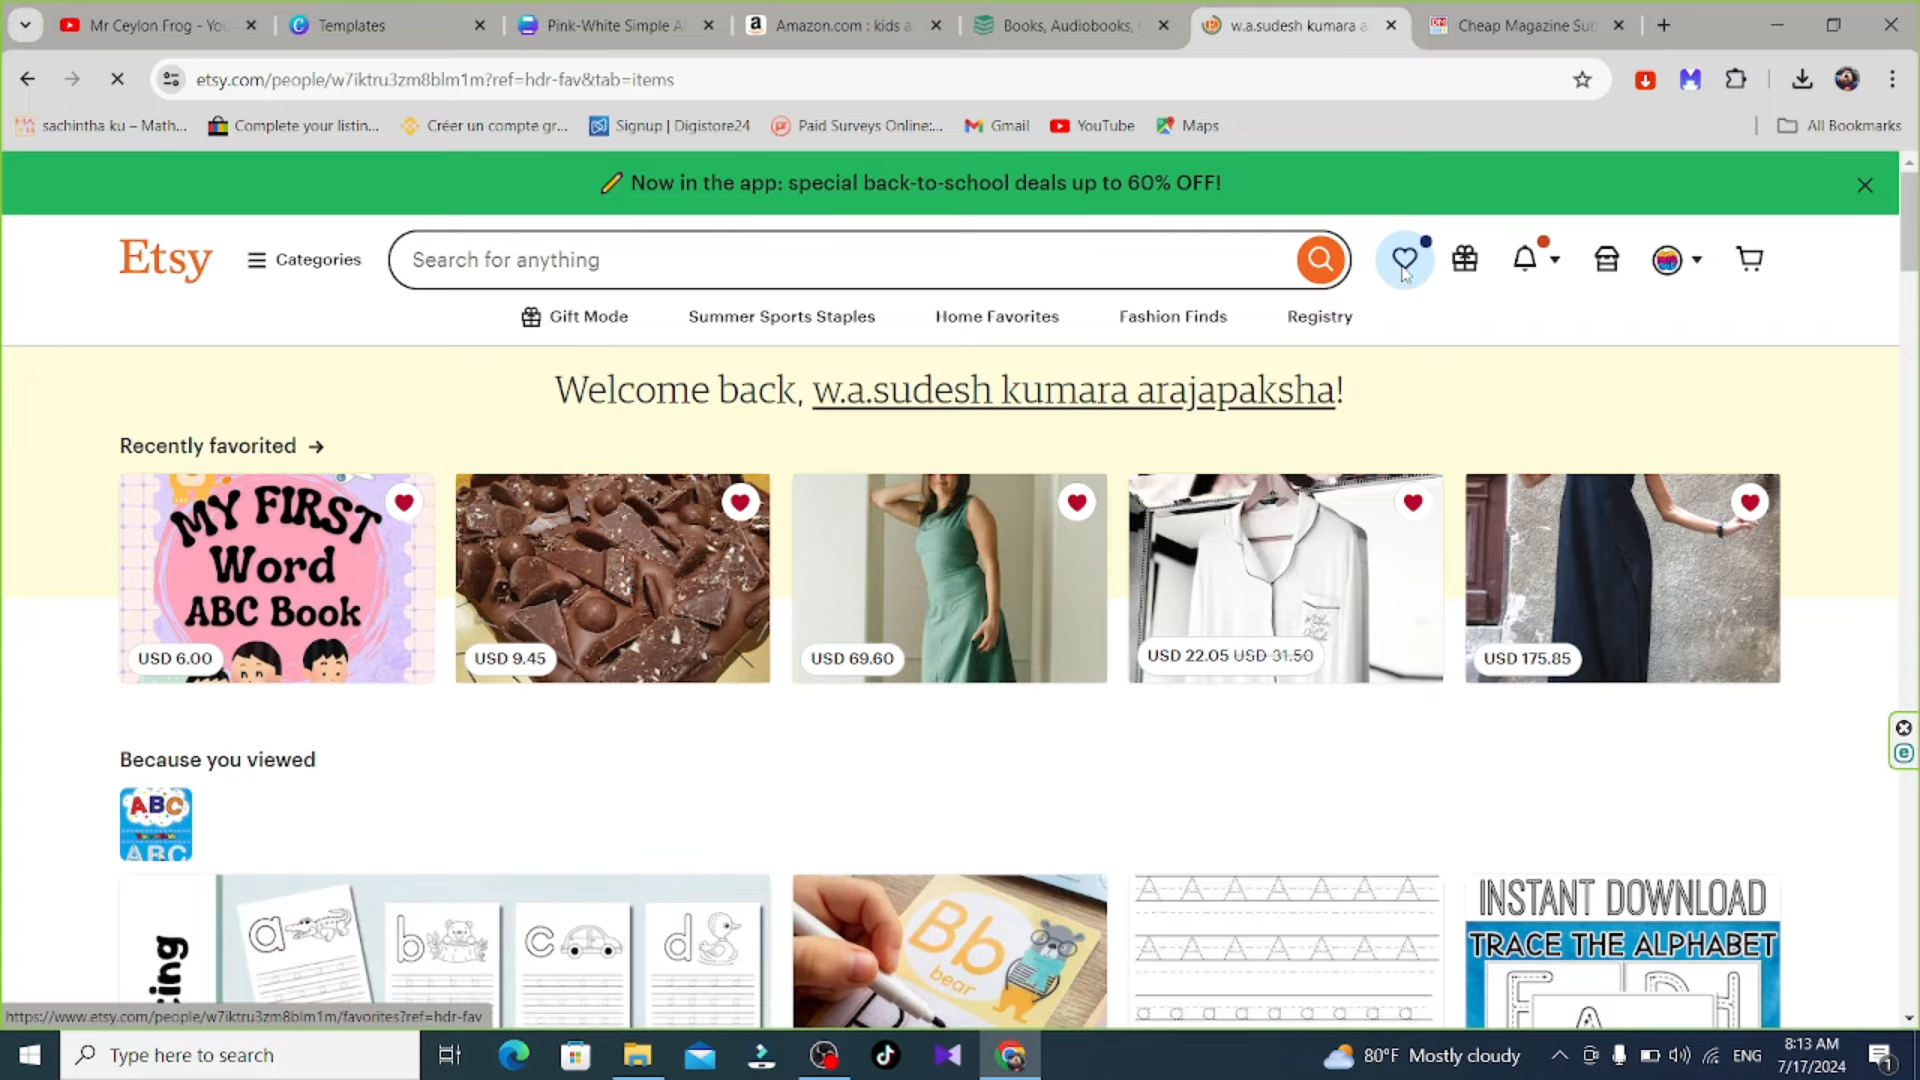 Mr Ceylon Frog - You
Templates
Pink-White Simple A
Amazon.com : kids a
Books, Audiobooks,
w.a.sudesh kumara a
Cheap Magazine Sub
etsy.com/people/w7iktru3zm8blm1m?ref=hdr-fav&tab=items
sachintha ku – Math...
Complete your listin...
Créer un compte gr...
Signup | Digistore24
Paid Surveys Online:...
Gmail
YouTube
Maps
All Bookmarks
Now in the app: special back-to-school deals up to 60% OFF!
Etsy
Categories
Search for anything
Gift Mode
Summer Sports Staples
Home Favorites
Fashion Finds
Registry
Welcome back, w.a.sudesh kumara arajapaksha!
Recently favorited →
MY FIRST
Word
ABC Book
USD 6.00
USD 9.45
USD 69.60
USD 22.05 USD 31.50
USD 175.85
Because you viewed
ABC
ABC
cing
a
b
c
d
Bb
bear
A A A A A A A
A A A A A A A
a a a a a a a
INSTANT DOWNLOAD
TRACE THE ALPHABET
A
https://www.etsy.com/people/w7iktru3zm8blm1m/favorites?ref=hdr-fav
Type here to search
80°F Mostly cloudy
ENG
8:13 AM
7/17/2024
1